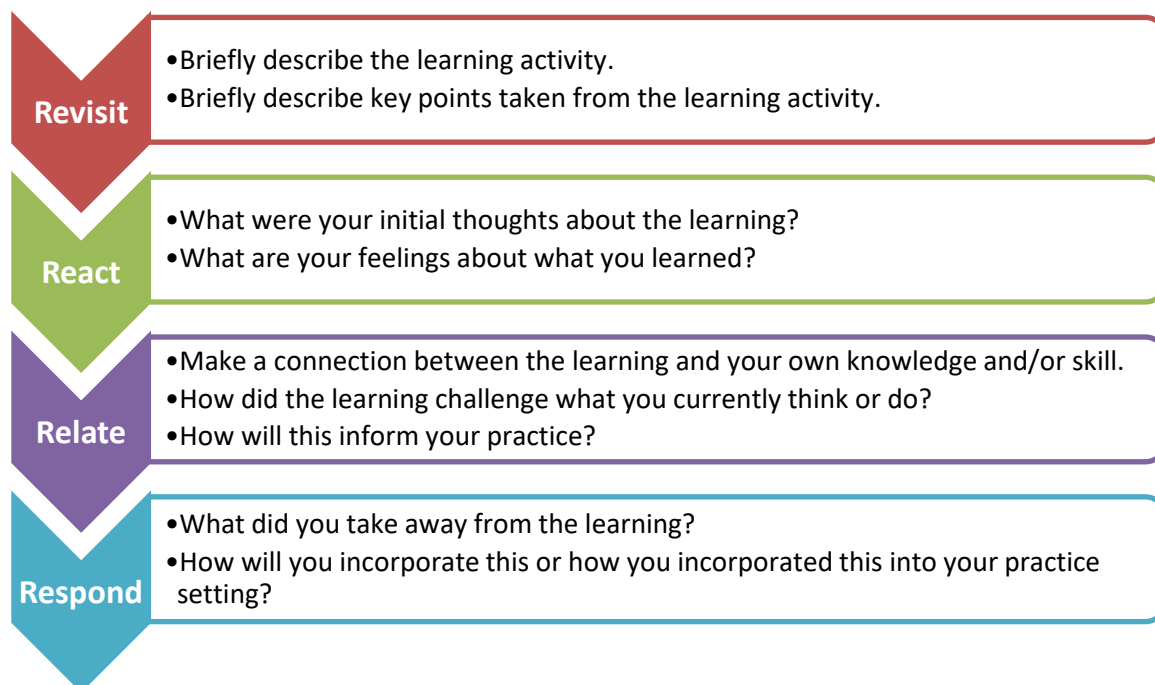 Revisit
•Briefly describe the learning activity.
•Briefly describe key points taken from the learning activity.
React
•What were your initial thoughts about the learning?
•What are your feelings about what you learned?
Relate
•Make a connection between the learning and your own knowledge and/or skill.
•How did the learning challenge what you currently think or do?
•How will this inform your practice?
Respond
•What did you take away from the learning?
•How will you incorporate this or how you incorporated this into your practice
setting?